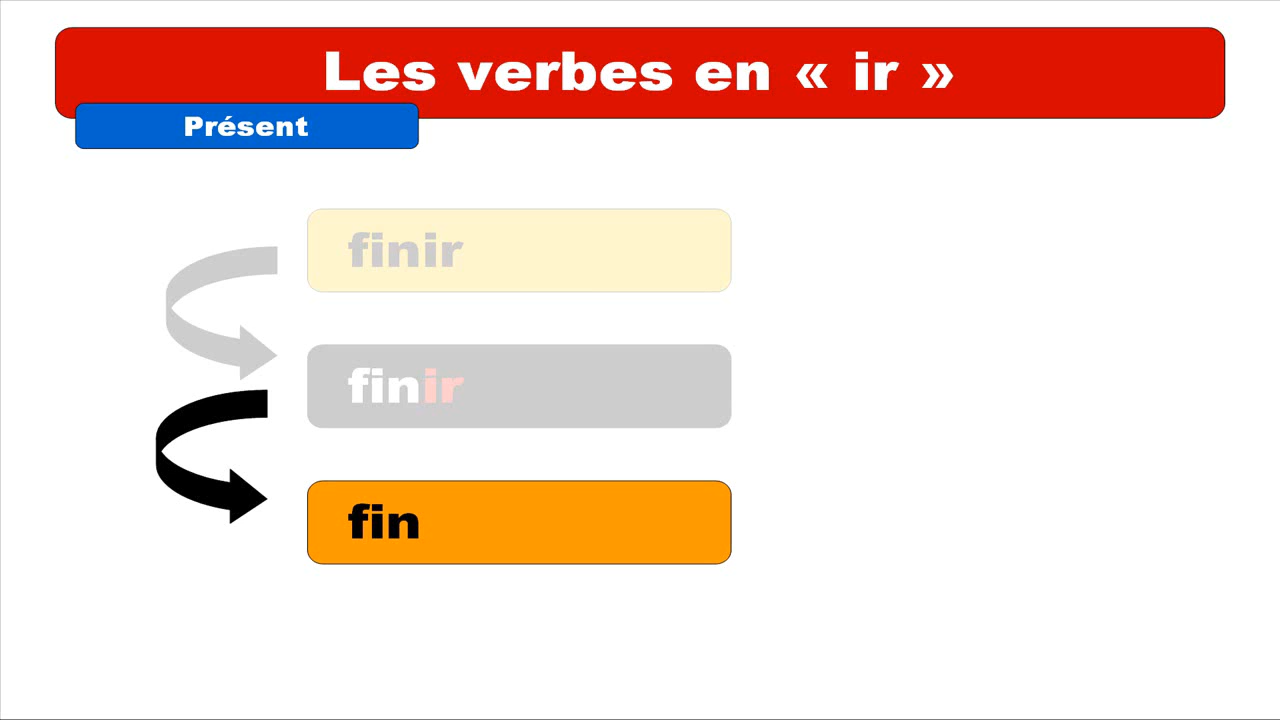 Les verbes en « ir »
Présent
finir
finir
fin